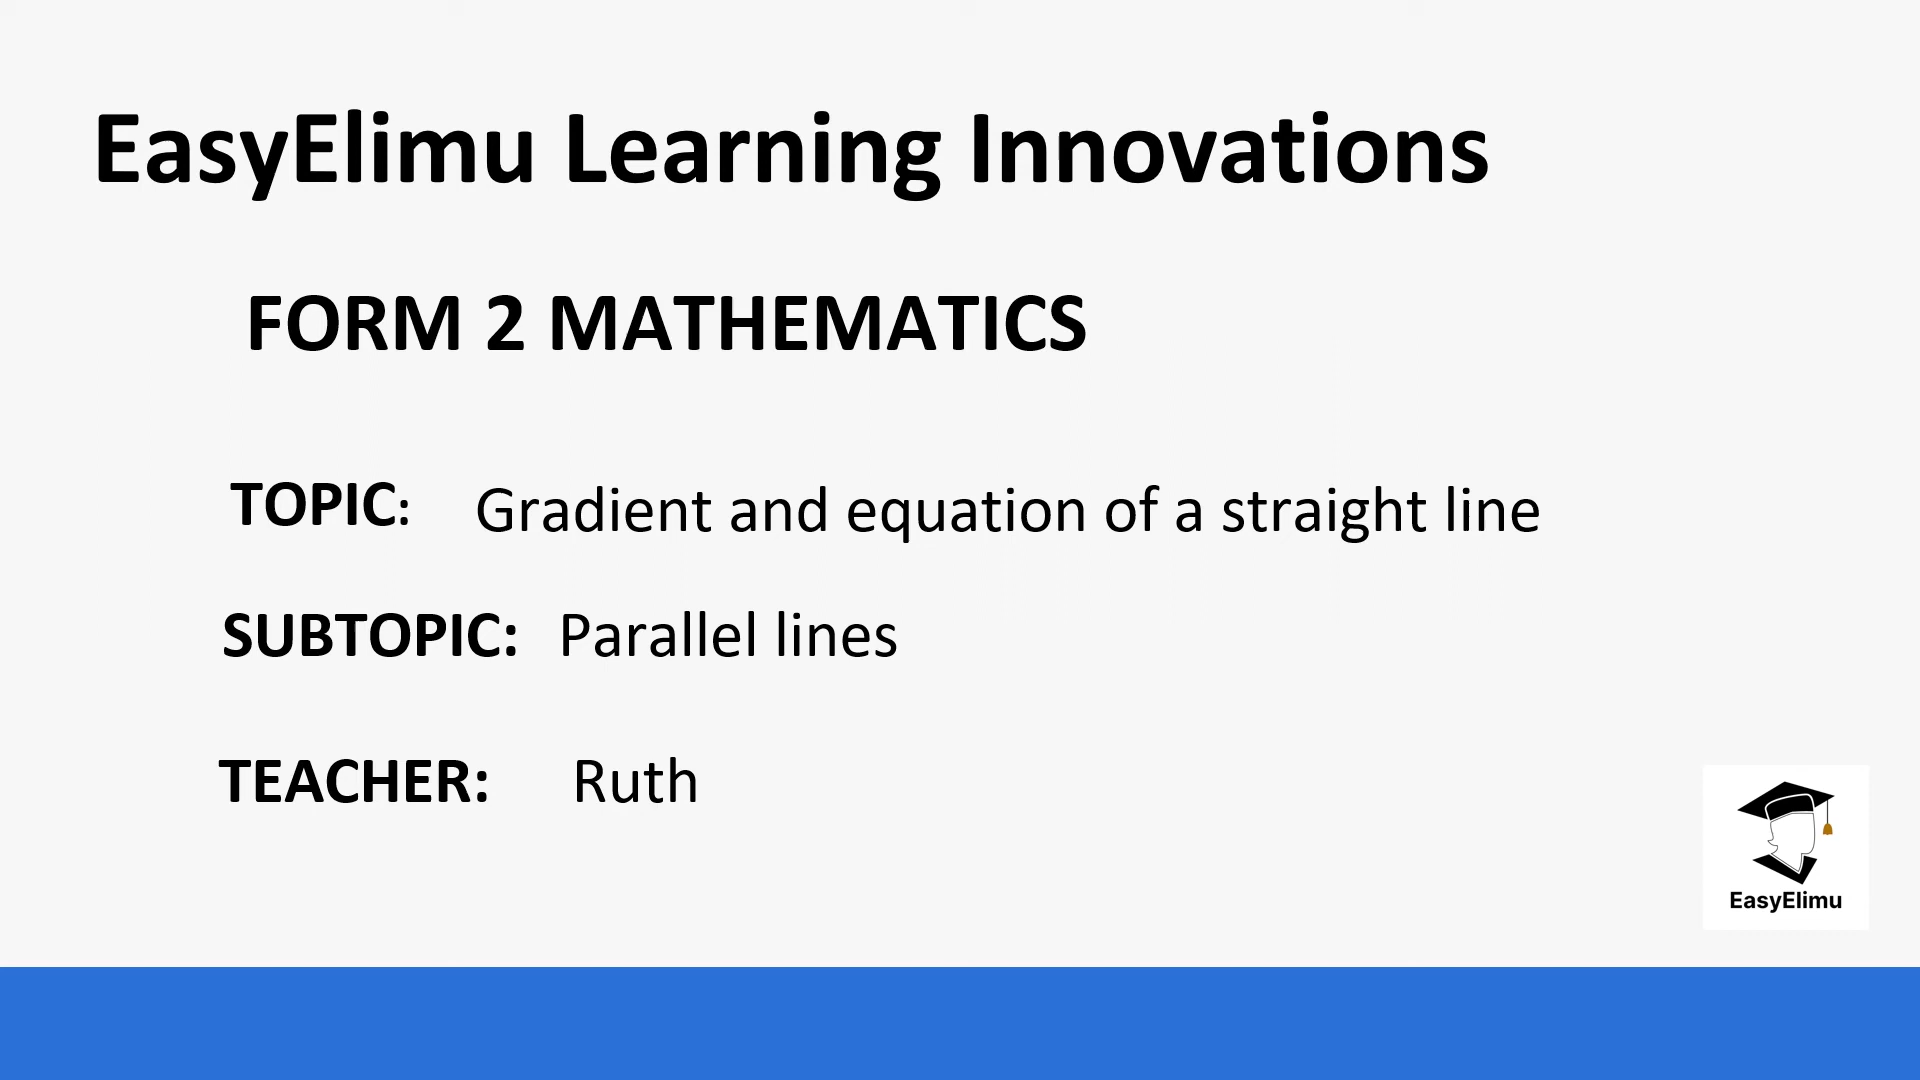 EasyElimu Learning Innovations
FORM 2 MATHEMATICS
TOPIC: Gradient and equation of a straight line
SUBTOPIC: Parallel lines
TEACHER: Ruth
EasyElimu